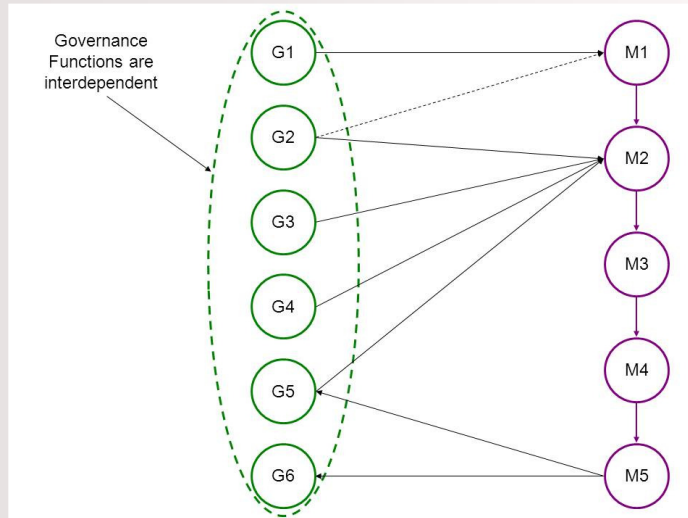 Governance
Functions are
interdependent
G1
M1
G2
M2
G3
M3
G4
M4
G5
G6
M5